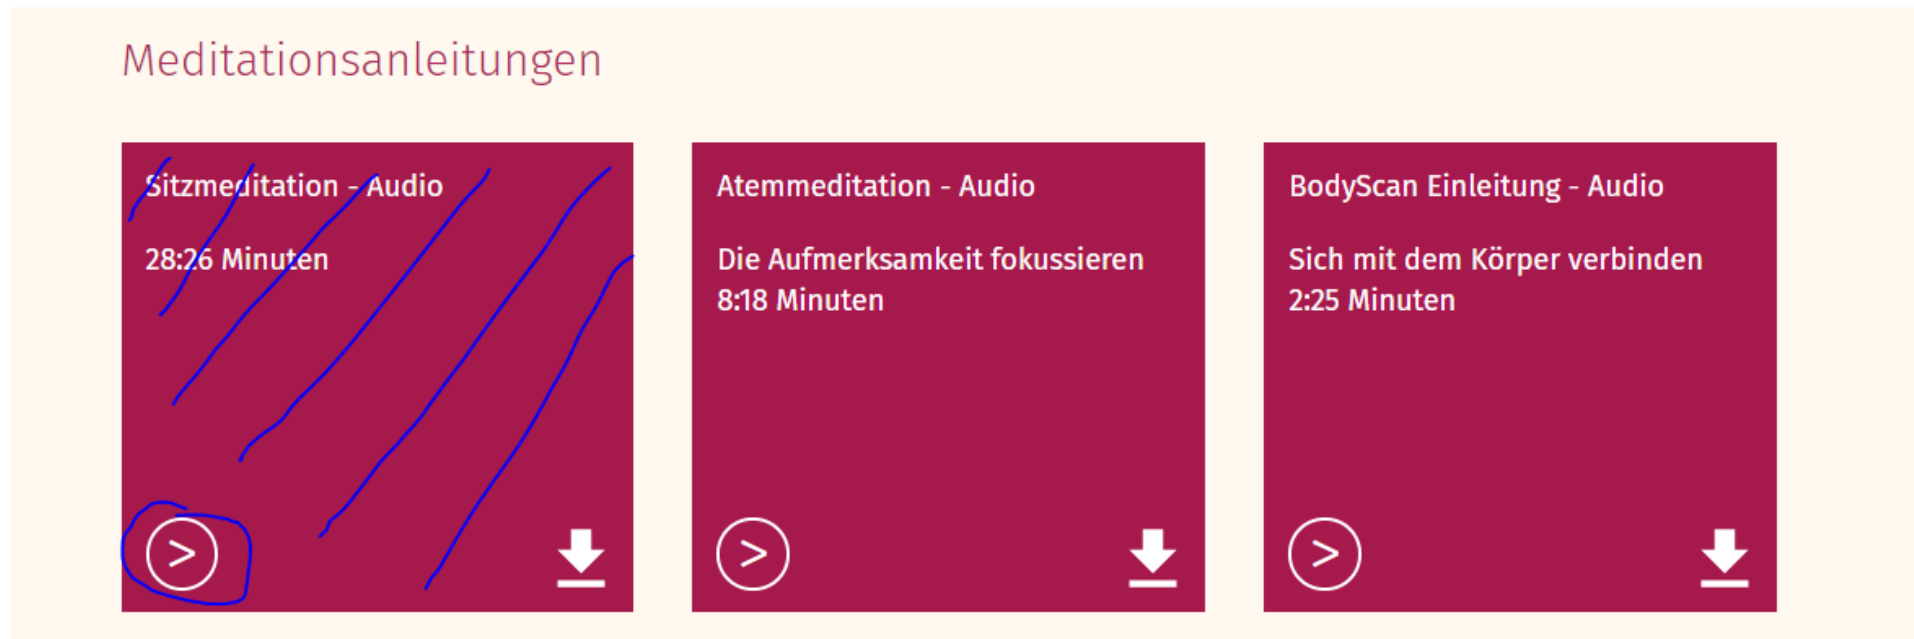 Meditationsanleitungen
Sitzmeditation - Audio
28:26 Minuten
Atemmeditation - Audio
Die Aufmerksamkeit fokussieren
8:18 Minuten
BodyScan Einleitung - Audio
Sich mit dem Körper verbinden
2:25 Minuten